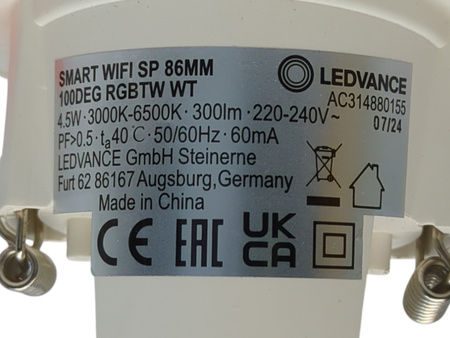 SMART WIFI SP 86MM
100DEG RGBTW WT
4.5W · 3000K-6500K · 300lm · 220-240V~
PF>0.5 · ta40℃ · 50/60Hz · 60mA
LEDVANCE GmbH Steinerne
Furt 62 86167 Augsburg, Germany
Made in China
LEDVANCE
AC314880155
07/24
CE EAC UK
CA